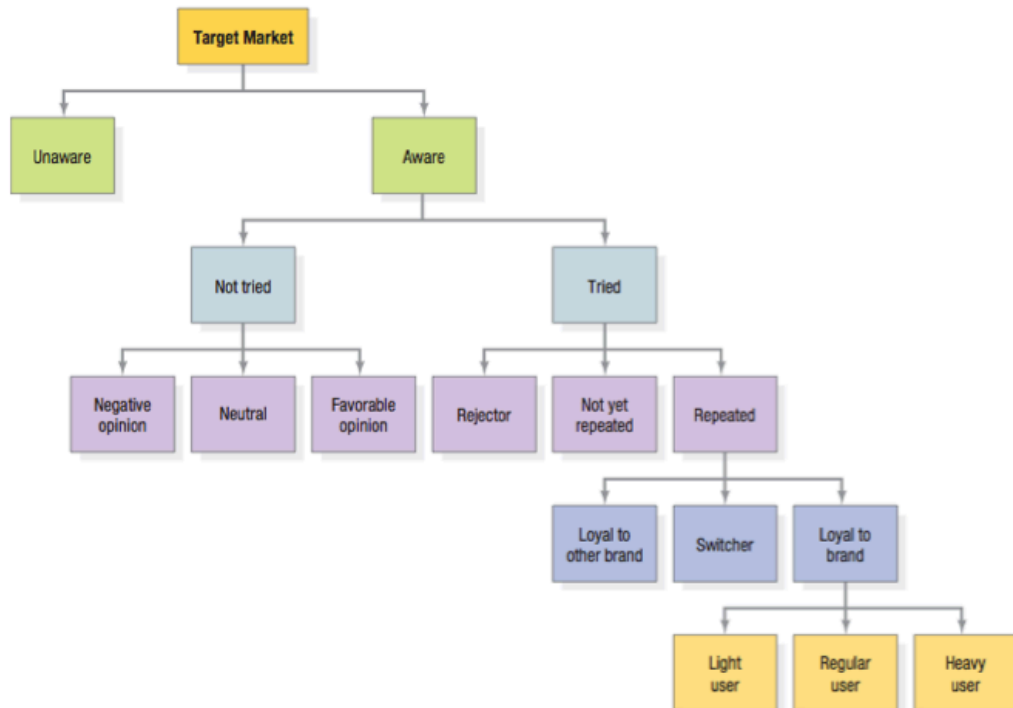 Target Market
Unaware
Aware
Not tried
Tried
Negative
opinion
Neutral
Favorable
opinion
Rejector
Not yet
repeated
Repeated
Loyal to
other brand
Switcher
Loyal to
brand
Light
user
Regular
user
Heavy
user